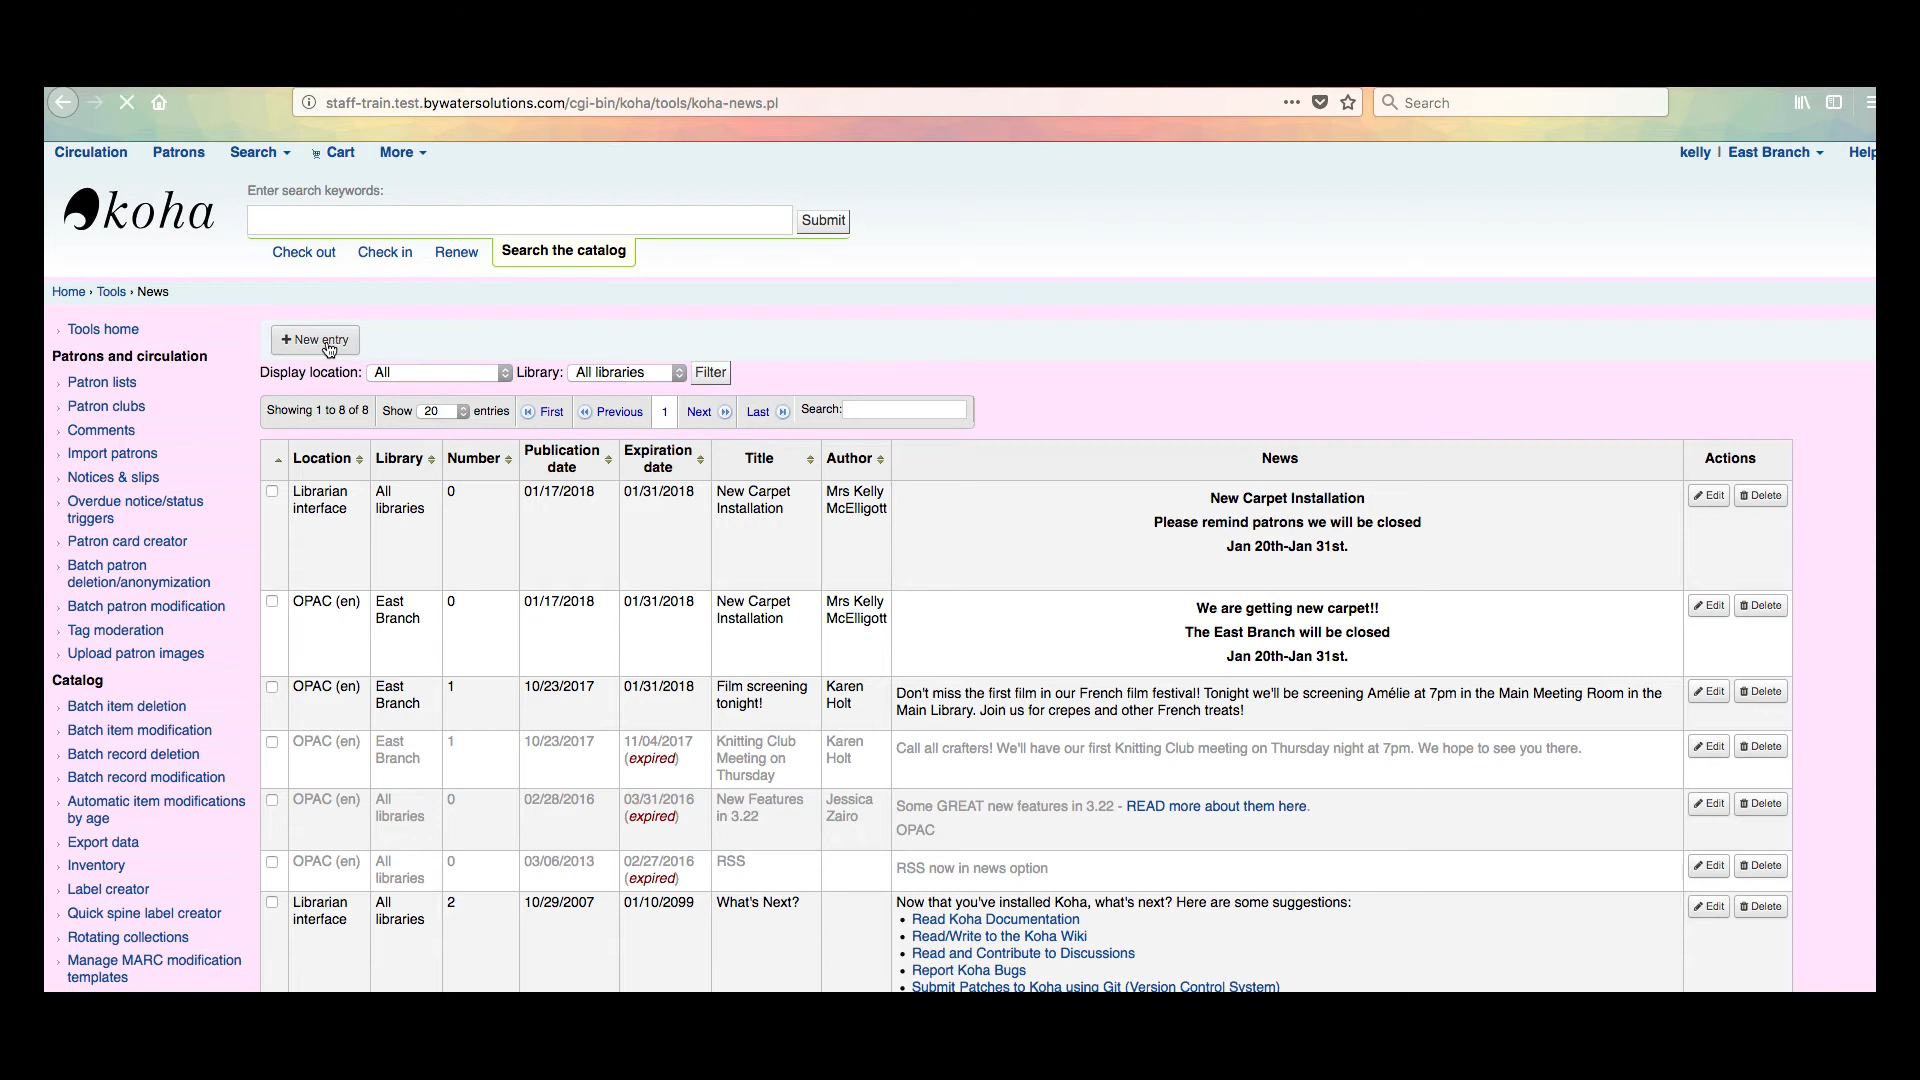 staff-train.test.bywatersolutions.com/cgi-bin/koha/tools/koha-news.pl
Search
Circulation Patrons Search Cart More
kelly | East Branch Help
koha
Enter search keywords:
Submit
Check out Check in Renew Search the catalog
Home › Tools › News
Tools home
Patrons and circulation
Patron lists
Patron clubs
Comments
Import patrons
Notices & slips
Overdue notice/status
triggers
Patron card creator
Batch patron
deletion/anonymization
Batch patron modification
Tag moderation
Upload patron images
Catalog
Batch item deletion
Batch item modification
Batch record deletion
Batch record modification
Automatic item modifications
by age
Export data
Inventory
Label creator
Quick spine label creator
Rotating collections
Manage MARC modification
templates
+ New entry
Display location: All Library: All libraries Filter
Showing 1 to 8 of 8 Show 20 entries First Previous 1 Next Last Search:
Location Library Number Publication date Expiration date Title Author News Actions
Librarian interface All libraries 0 01/17/2018 01/31/2018 New Carpet Installation Mrs Kelly McElligott
New Carpet Installation
Please remind patrons we will be closed
Jan 20th-Jan 31st.
Edit Delete
OPAC (en) East Branch 0 01/17/2018 01/31/2018 New Carpet Installation Mrs Kelly McElligott
We are getting new carpet!!
The East Branch will be closed
Jan 20th-Jan 31st.
Edit Delete
OPAC (en) East Branch 1 10/23/2017 01/31/2018 Film screening tonight! Karen Holt
Don't miss the first film in our French film festival! Tonight we'll be screening Amélie at 7pm in the Main Meeting Room in the
Main Library. Join us for crepes and other French treats!
Edit Delete
OPAC (en) East Branch 1 10/23/2017 11/04/2017 (expired) Knitting Club Meeting on Thursday Karen Holt
Call all crafters! We'll have our first Knitting Club meeting on Thursday night at 7pm. We hope to see you there.
Edit Delete
OPAC (en) All libraries 0 02/28/2016 03/31/2016 (expired) New Features in 3.22 Jessica Zairo
Some GREAT new features in 3.22 - READ more about them here.
OPAC
Edit Delete
OPAC (en) All libraries 0 03/06/2013 02/27/2016 (expired) RSS
RSS now in news option
Edit Delete
Librarian interface All libraries 2 10/29/2007 01/10/2099 What's Next?
Now that you've installed Koha, what's next? Here are some suggestions:
• Read Koha Documentation
• Read/Write to the Koha Wiki
• Read and Contribute to Discussions
• Report Koha Bugs
• Submit Patches to Koha using Git (Version Control System)
Edit Delete